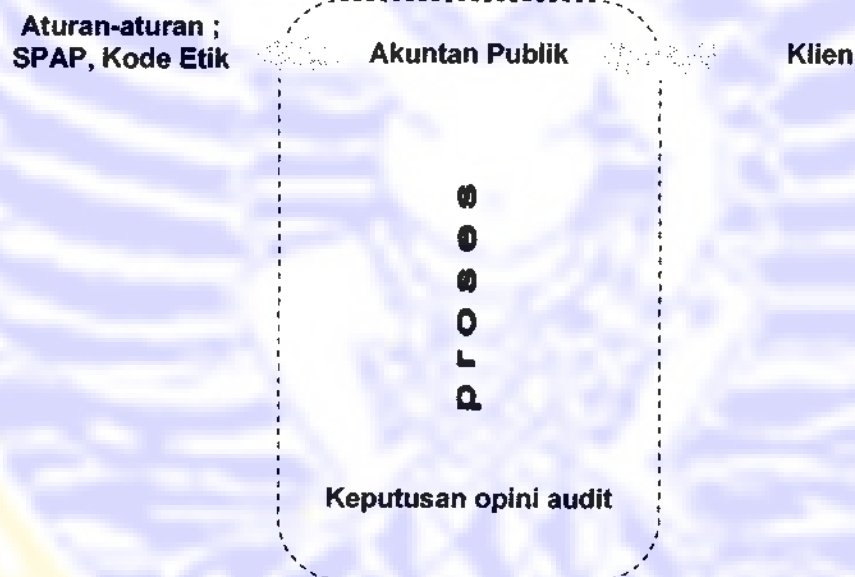 Aturan-aturan ;
SPAP, Kode Etik
Akuntan Publik
Klien
proses
Keputusan opini audit